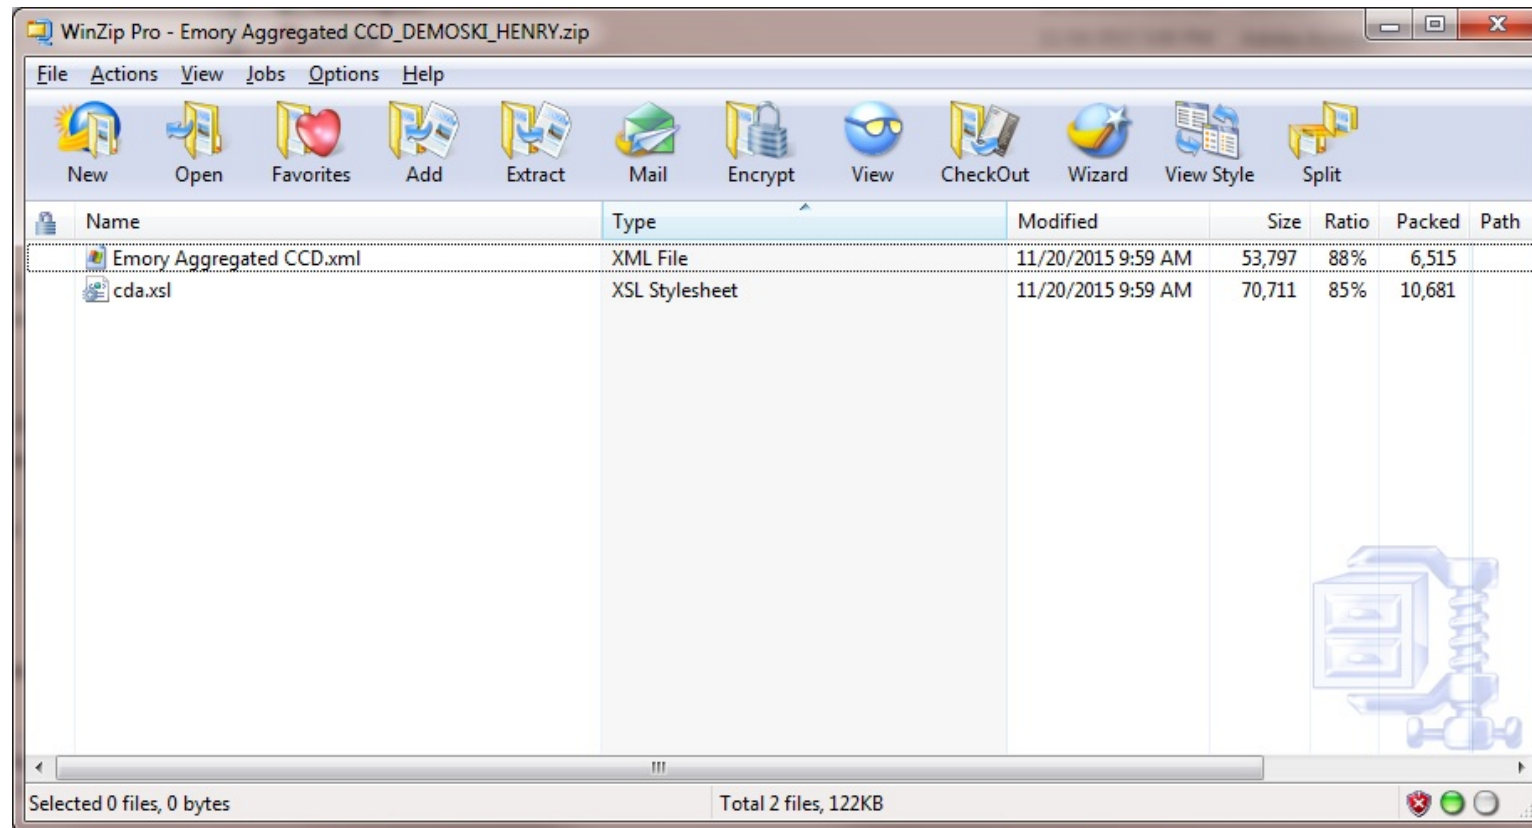 WinZip Pro - Emory Aggregated CCD_DEMOSKI_HENRY.zip
File Actions View Jobs Options Help
New Open Favorites Add Extract Mail Encrypt View CheckOut Wizard View Style Split
Name Type Modified Size Ratio Packed Path
Emory Aggregated CCD.xml XML File 11/20/2015 9:59 AM 53,797 88% 6,515
cda.xsl XSL Stylesheet 11/20/2015 9:59 AM 70,711 85% 10,681
Selected 0 files, 0 bytes Total 2 files, 122KB